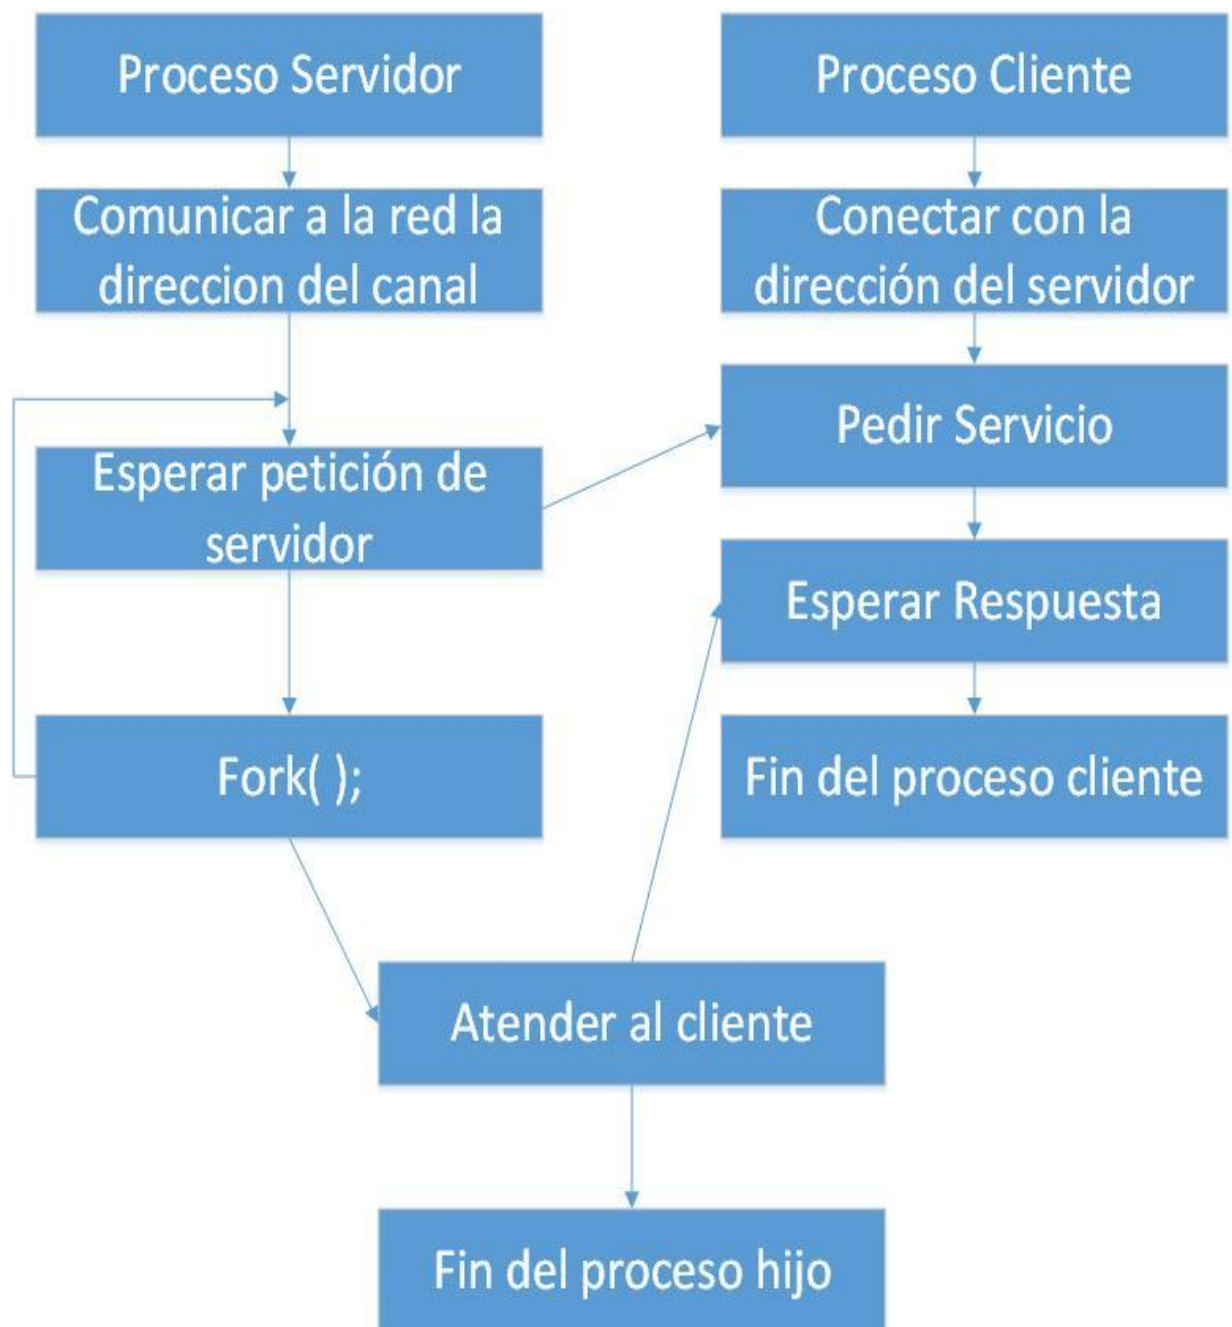 Proceso Servidor
Comunicar a la red la
direccion del canal
Esperar petición de
servidor
Fork( );
Proceso Cliente
Conectar con la
dirección del servidor
Pedir Servicio
Esperar Respuesta
Fin del proceso cliente
Atender al cliente
Fin del proceso hijo